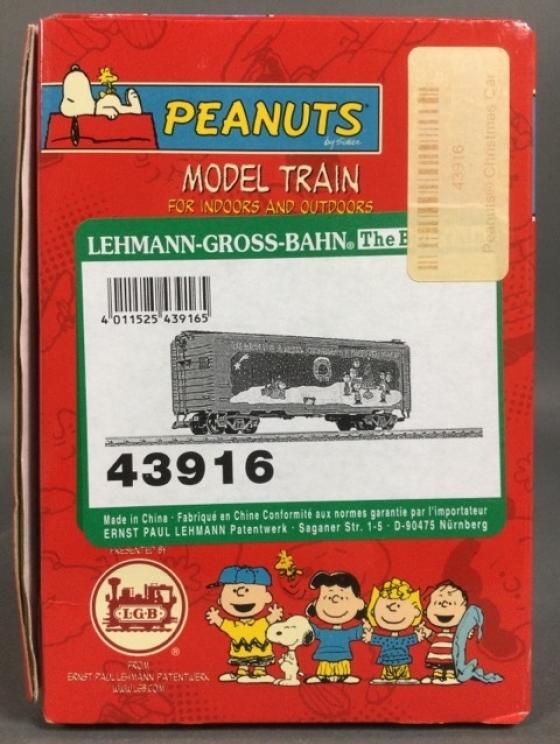 PEANUTS
by Schulz
MODEL TRAIN
FOR INDOORS AND OUTDOORS
LEHMANN-GROSS-BAHN® The
4 011525 439165
43916
Peanuts Christmas Car
43916
Made in China · Fabriqué en Chine Conformité aux normes garantie par l'importateur
ERNST PAUL LEHMANN Patentwerk · Saganer Str. 1-5 · D-90475 Nürnberg
PRESENTED BY
L·G·B
®
FROM
ERNST PAUL LEHMANN PATENTWERK
WWW.LGB.COM